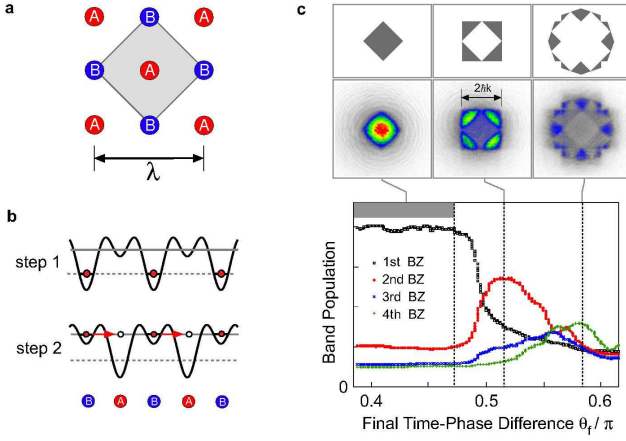 a
A B A
B A B
A B A
λ
b
step 1
step 2
B A B A B
c
2ħk
Band Population
1st BZ
2nd BZ
3rd BZ
4th BZ
0
0.4 0.5 0.6
Final Time-Phase Difference θf / π